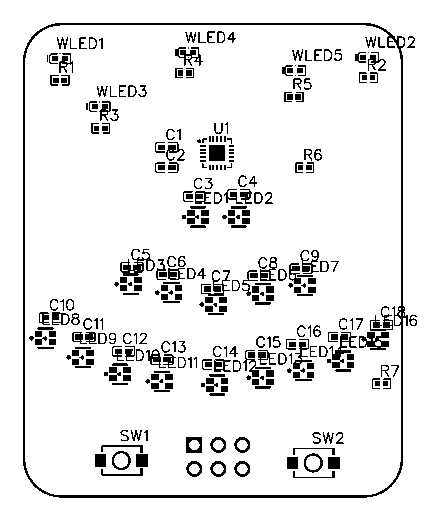 WLED1
WLED4
WLED5
WLED2
R1
R4
R5
R2
WLED3
R3
U1
C1
C2
R6
C3
C4
LED1
LED2
C5
LED3
C6
LED4
C7
LED5
C8
LED6
C9
LED7
C10
LED8
C11
LED9
C12
LED10
C13
LED11
C14
LED12
C15
LED13
C16
C17
C18
LED16
R7
SW1
SW2